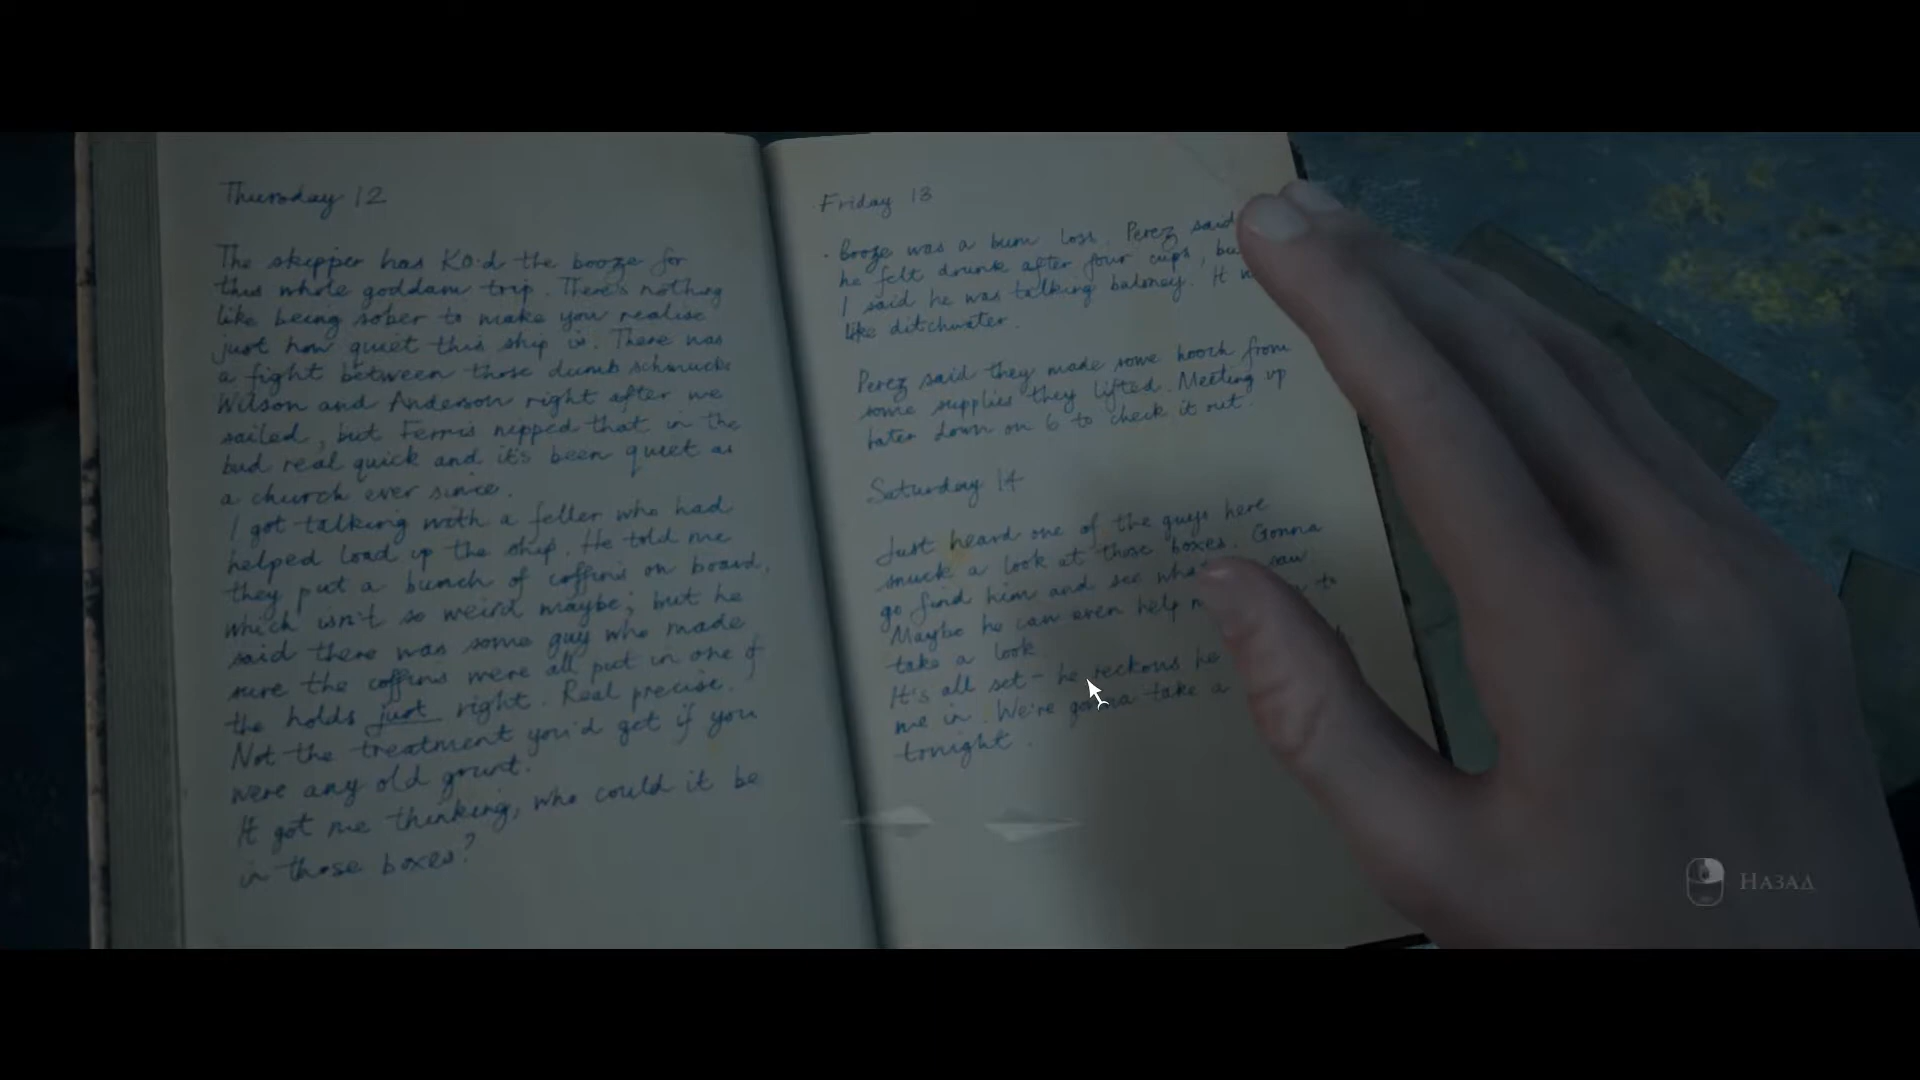 Thursday 12
The skipper has KO.d the booze for
this whole goddam trip. There's nothing
like being sober to make you realise
just how quiet this ship is. There was
a fight between those dumb schmucks
Wilson and Anderson right after we
sailed, but Ferris nipped that in the
bud real quick and it's been quiet as
a church ever since.
I got talking with a feller who had
helped load up the ship. He told me
they put a bunch of coffins on board,
which isn't so weird maybe; but he
said there was some guy who made
sure the coffins were all put in one of
the holds just right. Real precise.
Not the treatment you'd get if you
were any old grunt.
It got me thinking, who could it be
in those boxes?
Friday 13
Booze was a bum loss. Perez said
he felt drunk after four cups,
I said he was talking baloney. It
like ditchwater.
Perez said they made some hooch from
some supplies they lifted. Meeting up
later down on 6 to check it out.
Saturday 14
Just heard one of the guys here
snuck a look at those boxes. Gonna
go find him and see saw
Maybe he can even help to
take a look.
It's all set - he reckons he
me in. We're gonna take a
tonight.
НАЗАД